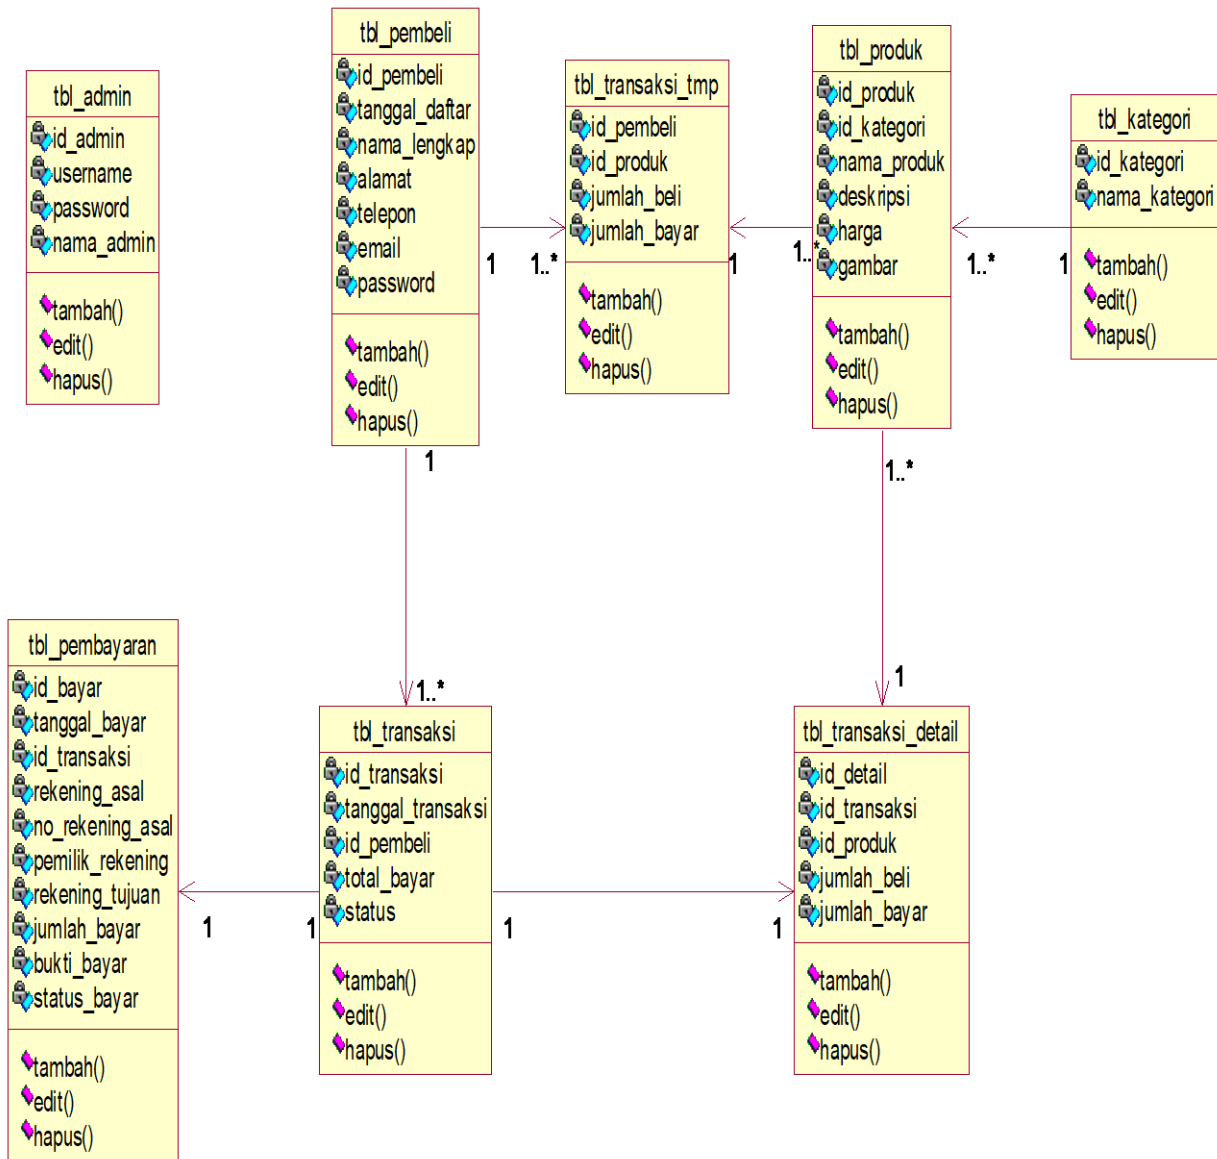 tbl_admin
id_admin
username
password
nama_admin
tambah()
edit()
hapus()
tbl_pembeli
id_pembeli
tanggal_daftar
nama_lengkap
alamat
telepon
email
password
tambah()
edit()
hapus()
1
1..*
tbl_transaksi_tmp
id_pembeli
id_produk
jumlah_beli
jumlah_bayar
tambah()
edit()
hapus()
1
1..*
tbl_produk
id_produk
id_kategori
nama_produk
deskripsi
harga
gambar
tambah()
edit()
hapus()
1..*
1
tbl_kategori
id_kategori
nama_kategori
tambah()
edit()
hapus()
1
1..*
1..*
1
tbl_pembayaran
id_bayar
tanggal_bayar
id_transaksi
rekening_asal
no_rekening_asal
pemilik_rekening
rekening_tujuan
jumlah_bayar
bukti_bayar
status_bayar
tambah()
edit()
hapus()
1
1
tbl_transaksi
id_transaksi
tanggal_transaksi
id_pembeli
total_bayar
status
tambah()
edit()
hapus()
1
1
tbl_transaksi_detail
id_detail
id_transaksi
id_produk
jumlah_beli
jumlah_bayar
tambah()
edit()
hapus()